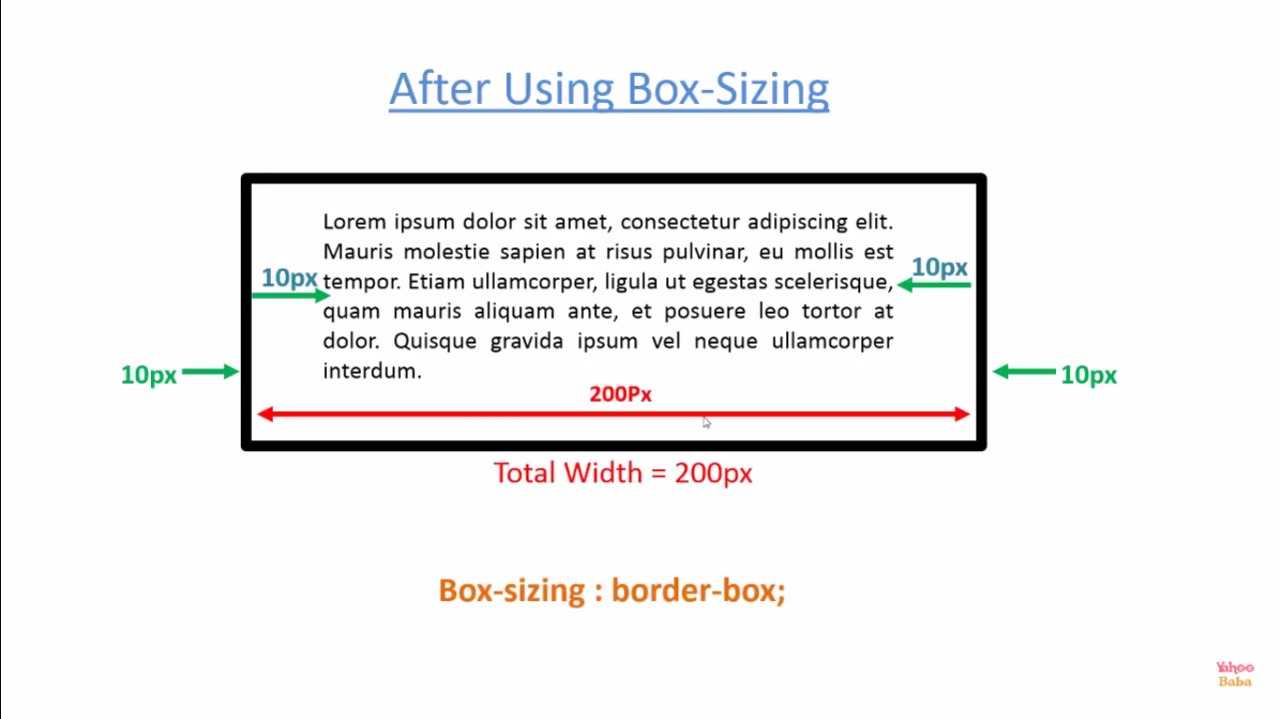 After Using Box-Sizing
Lorem ipsum dolor sit amet, consectetur adipiscing elit.
Mauris molestie sapien at risus pulvinar, eu mollis est
10px
10px
tempor. Etiam ullamcorper, ligula ut egestas scelerisque,
quam mauris aliquam ante, et posuere leo tortor at
dolor. Quisque gravida ipsum vel neque ullamcorper
interdum.
10px
10px
200Px
Total Width = 200px
Box-sizing : border-box;
Yahoo
Baba